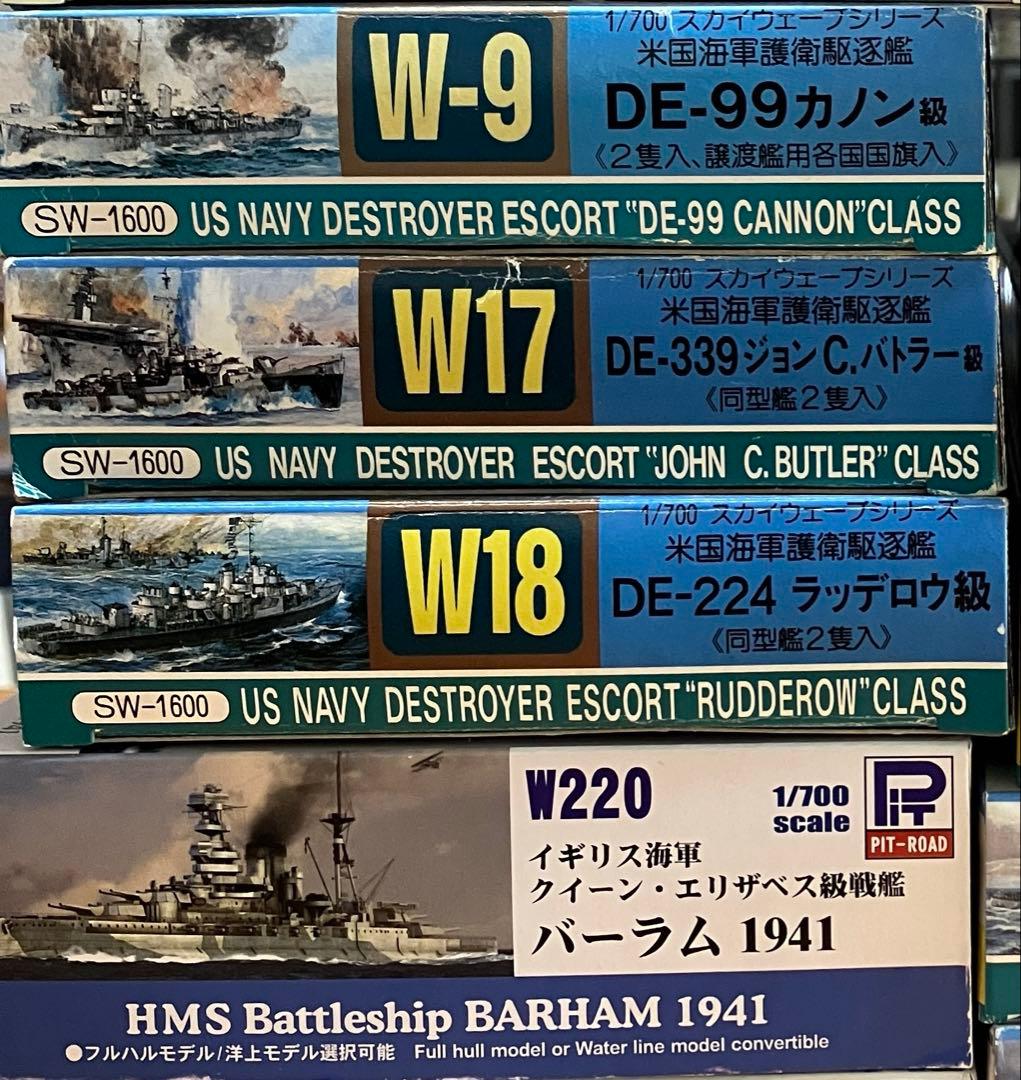 W-9
1/700 スカイウェーブシリーズ
米国海軍護衛駆逐艦
DE-99カノン級
《2隻入、譲渡艦用各国国旗入》
SW-1600 US NAVY DESTROYER ESCORT "DE-99 CANNON" CLASS
W17
1/700 スカイウェーブシリーズ
米国海軍護衛駆逐艦
DE-339ジョンC.バトラー級
《同型艦2隻入》
SW-1600 US NAVY DESTROYER ESCORT "JOHN C.BUTLER" CLASS
W18
1/700 スカイウェーブシリーズ
米国海軍護衛駆逐艦
DE-224 ラッデロウ級
《同型艦2隻入》
SW-1600 US NAVY DESTROYER ESCORT "RUDDEROW" CLASS
W220
1/700 scale
PIT
PIT-ROAD
イギリス海軍
クイーン・エリザベス級戦艦
バーラム 1941
HMS Battleship BARHAM 1941
●フルハルモデル/洋上モデル選択可能 Full hull model or Water line model convertible